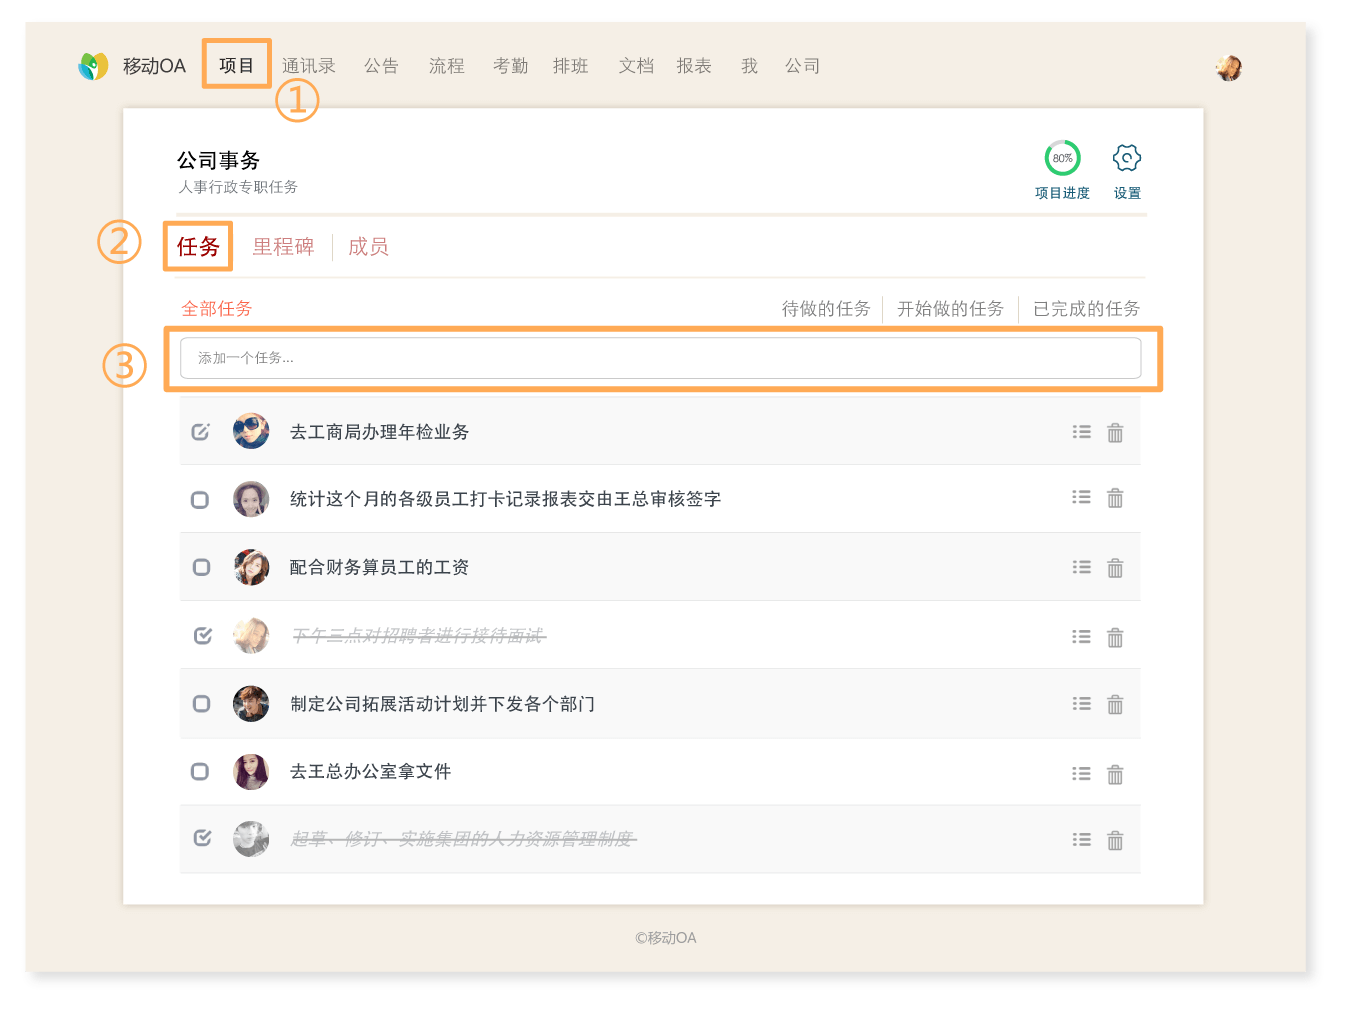 移动OA 项目 通讯录 公告 流程 考勤 排班 文档 报表 我 公司
①
公司事务
人事行政专职任务
80%
项目进度 设置
②
任务 里程碑 成员
全部任务 待做的任务 开始做的任务 已完成的任务
③
添加一个任务...
去工商局办理年检业务
统计这个月的各级员工打卡记录报表交由王总审核签字
配合财务算员工的工资
下午三点对招聘者进行接待面试
制定公司拓展活动计划并下发各个部门
去王总办公室拿文件
起草、修订、实施集团的人力资源管理制度
©移动OA